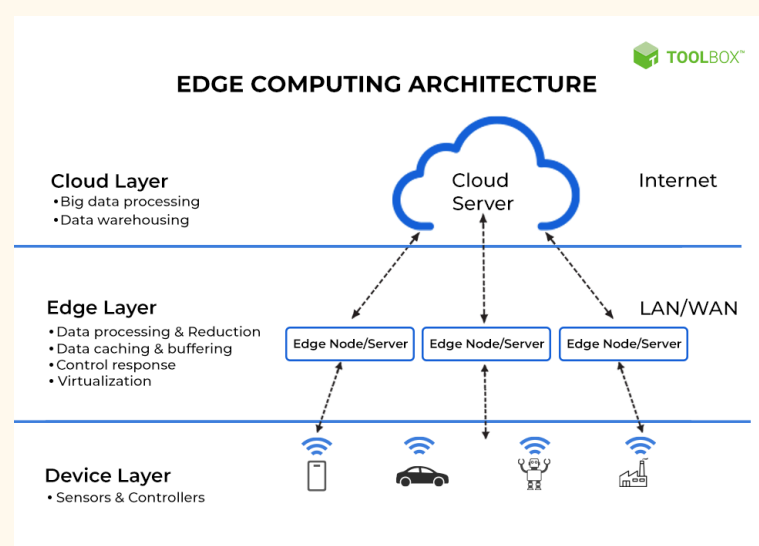 TOOLBOX™
EDGE COMPUTING ARCHITECTURE
Cloud Layer
•Big data processing
•Data warehousing
Cloud
Server
Internet
Edge Layer
•Data processing & Reduction
•Data caching & buffering
•Control response
•Virtualization
LAN/WAN
Edge Node/Server
Edge Node/Server
Edge Node/Server
Device Layer
• Sensors & Controllers